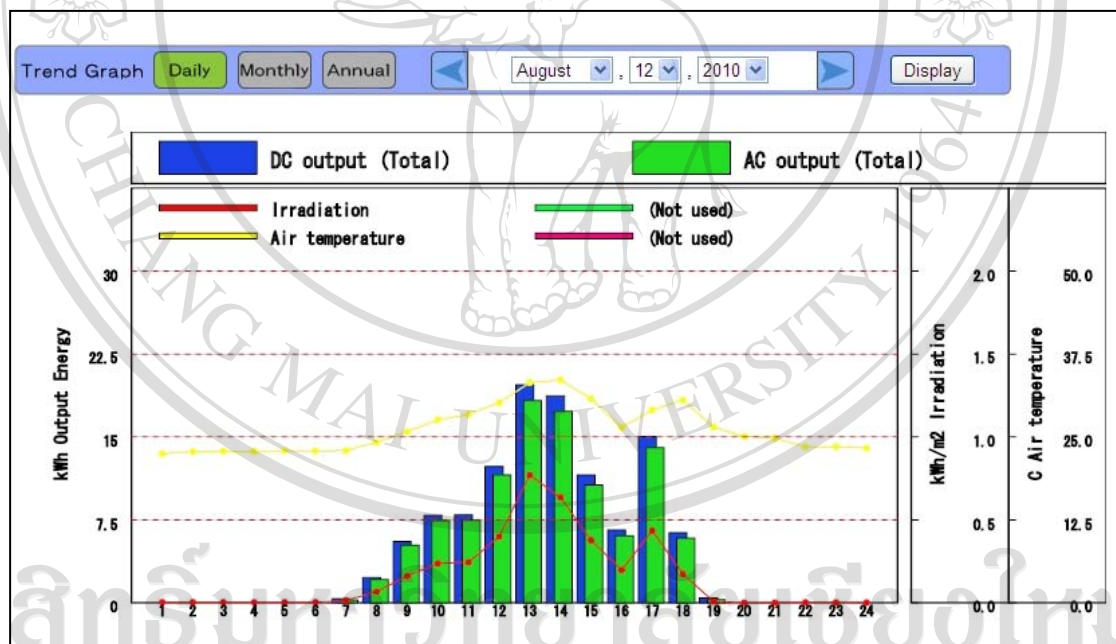 Trend Graph Daily Monthly Annual August , 12 , 2010 Display
DC output (Total) AC output (Total)
Irradiation (Not used)
Air temperature (Not used)
kWh Output Energy
30
22.5
15
7.5
0
1 2 3 4 5 6 7 8 9 10 11 12 13 14 15 16 17 18 19 20 21 22 23 24
kWh/m2 Irradiation
2.0
1.5
1.0
0.5
0.0
C Air temperature
50.0
37.5
25.0
12.5
0.0
CHIANG MAI UNIVERSITY 1964